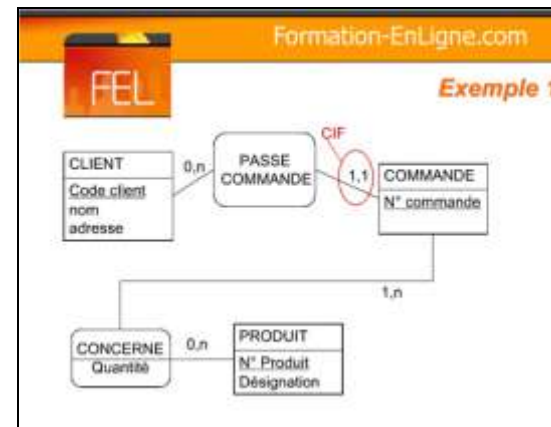 Formation-EnLigne.com
FEL
Exemple 1
CIF
CLIENT
Code client
nom
adresse
0,n
PASSE
COMMANDE
1,1
COMMANDE
N° commande
1,n
CONCERNE
Quantité
0,n
PRODUIT
N° Produit
Désignation